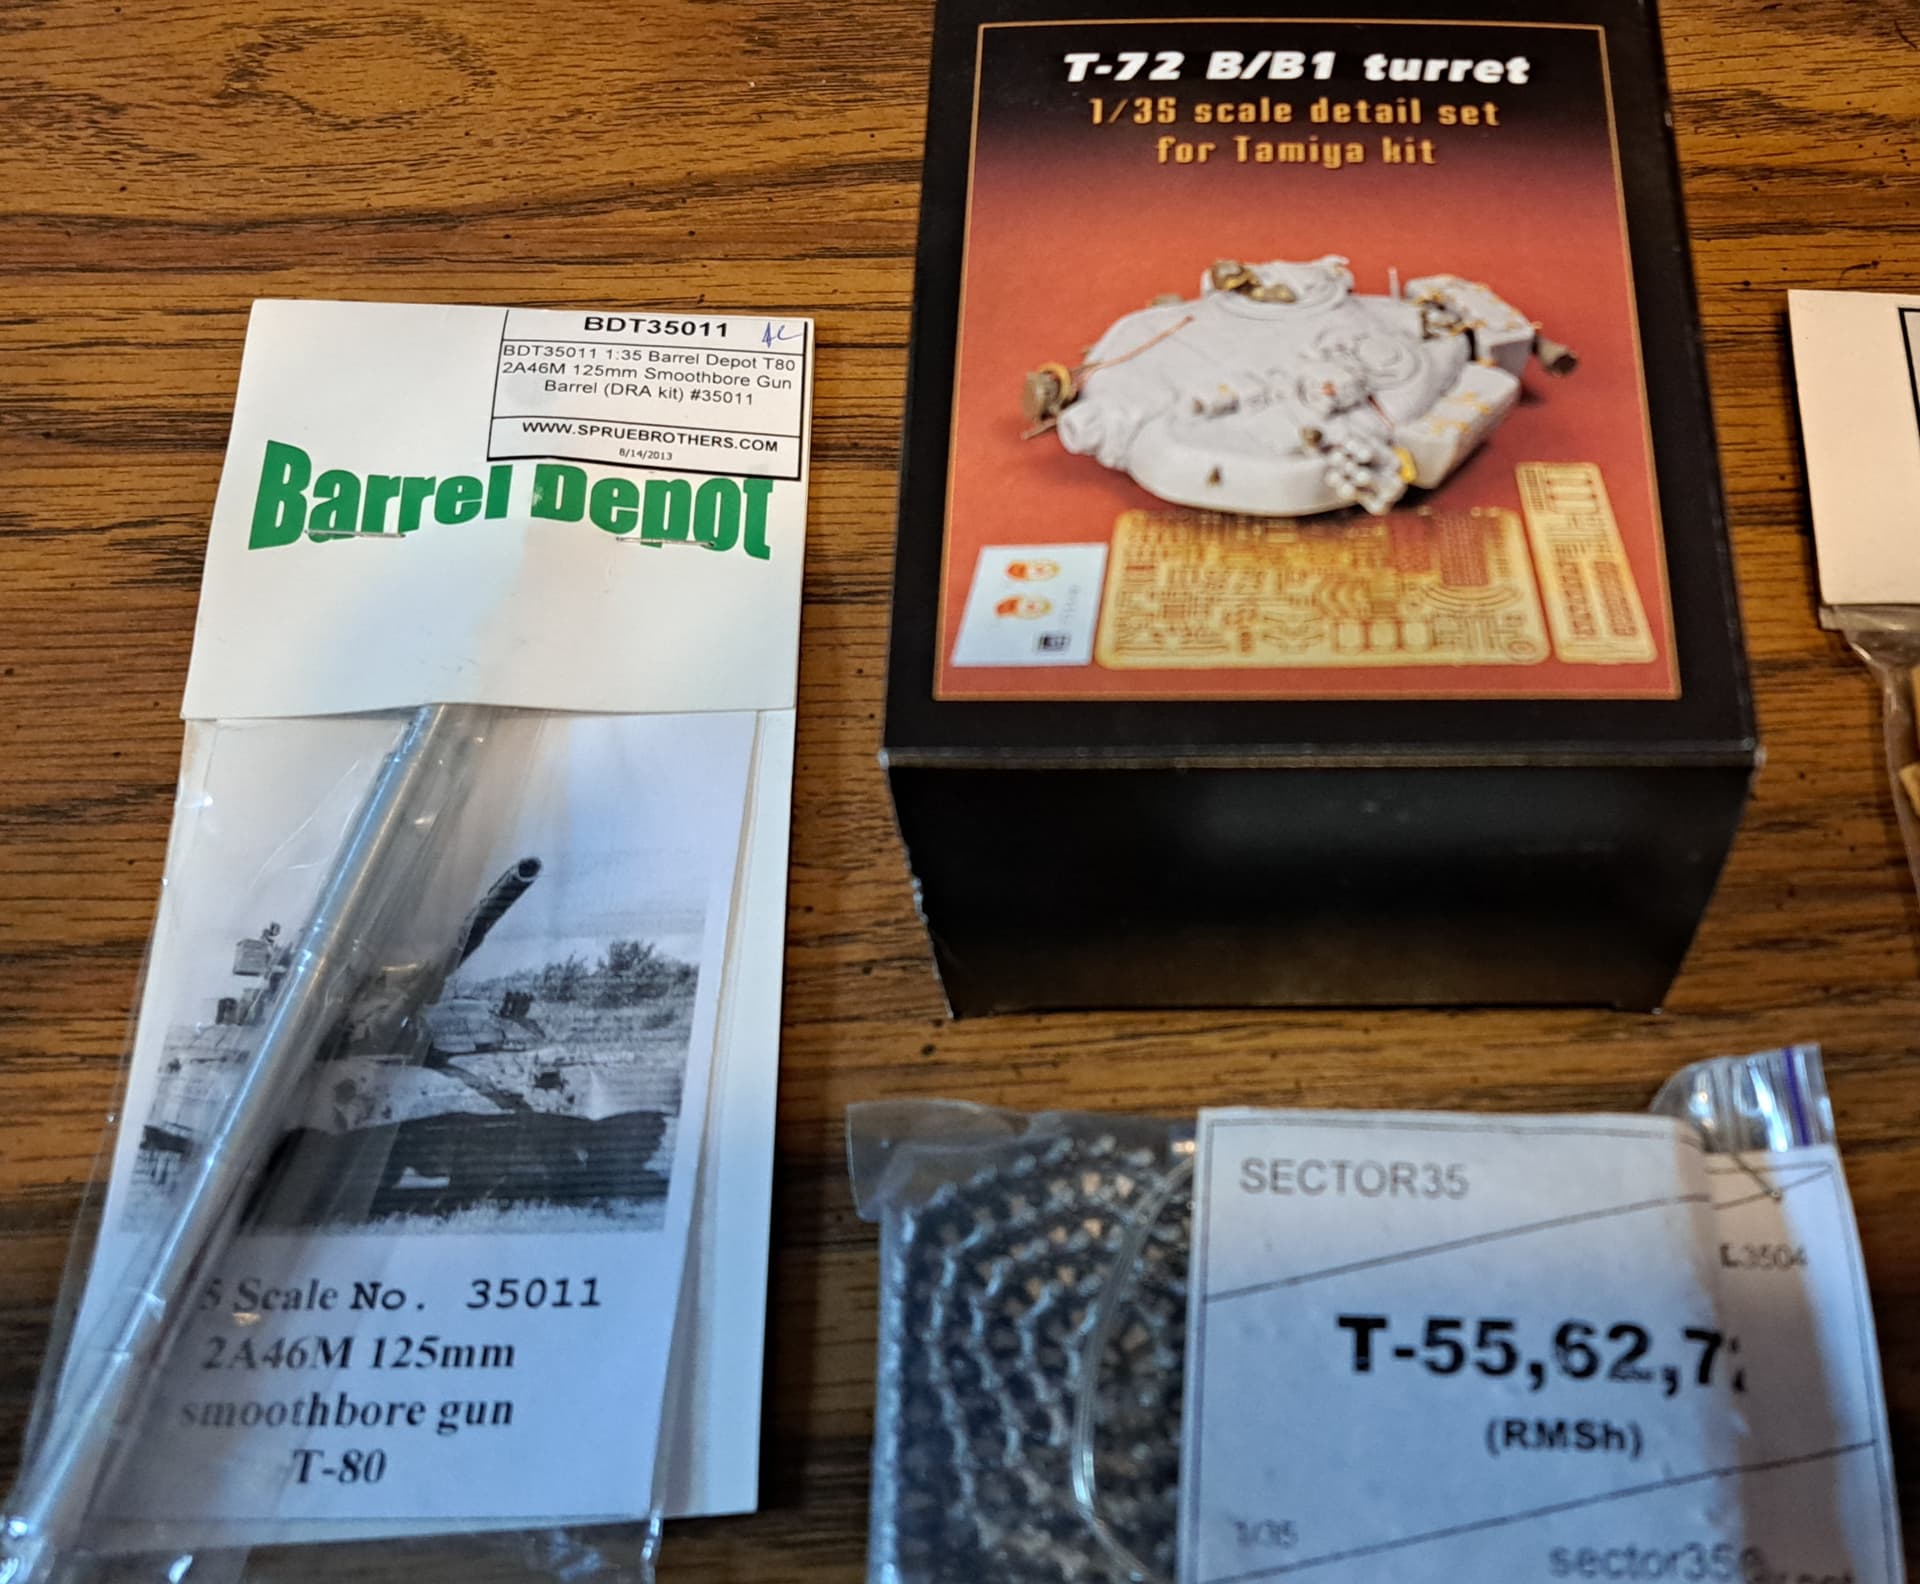 BDT35011
BDT35011 1:35 Barrel Depot T80
2A46M 125mm Smoothbore Gun
Barrel (DRA kit) #35011
WWW.SPRUEBROTHERS.COM
8/14/2013
Barrel Depot
5 Scale No. 35011
2A46M 125mm
smoothbore gun
T-80
T-72 B/B1 turret
1/35 scale detail set
for Tamiya kit
SECTOR35
T-55,62,7
(RMSh)
1/35